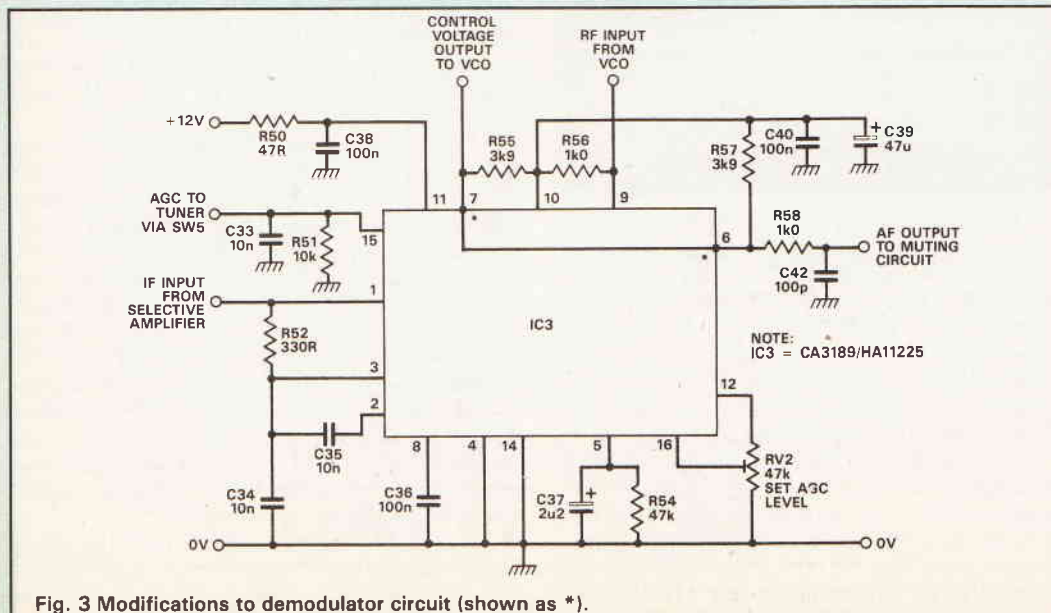 CONTROL
VOLTAGE
OUTPUT
TO VCO
RF INPUT
FROM
VCO
+12V
R50
47R
C38
100n
R55
3k9
R56
1k0
R57
3k9
C40
100n
+
C39
47u
11
7
*
10
9
AGC TO
TUNER
VIA SW5
C33
10n
R51
10k
15
6
*
R58
1k0
AF OUTPUT
TO MUTING
CIRCUIT
C42
100p
IF INPUT
FROM
SELECTIVE
AMPLIFIER
1
R52
330R
IC3
NOTE: *
IC3 = CA3189/HA11225
3
2
12
C35
10n
8
4
14
5
16
C34
10n
C36
100n
C37
2u2
+
R54
47k
RV2
47k
SET AGC
LEVEL
0V
0V
Fig. 3 Modifications to demodulator circuit (shown as *).